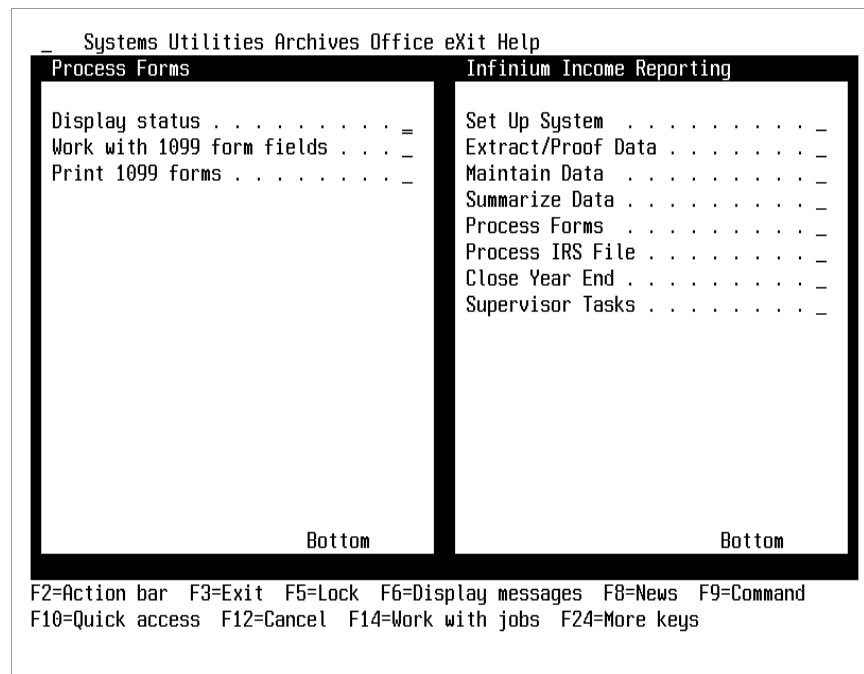 _ Systems Utilities Archives Office eXit Help
Process Forms
Display status . . . . . . . . . _
Work with 1099 form fields . . . _
Print 1099 forms . . . . . . . . _
Bottom
Infinium Income Reporting
Set Up System . . . . . . . . . _
Extract/Proof Data . . . . . . . _
Maintain Data . . . . . . . . . _
Summarize Data . . . . . . . . . _
Process Forms . . . . . . . . . _
Process IRS File . . . . . . . . _
Close Year End . . . . . . . . . _
Supervisor Tasks . . . . . . . . _
Bottom
F2=Action bar F3=Exit F5=Lock F6=Display messages F8=News F9=Command
F10=Quick access F12=Cancel F14=Work with jobs F24=More keys